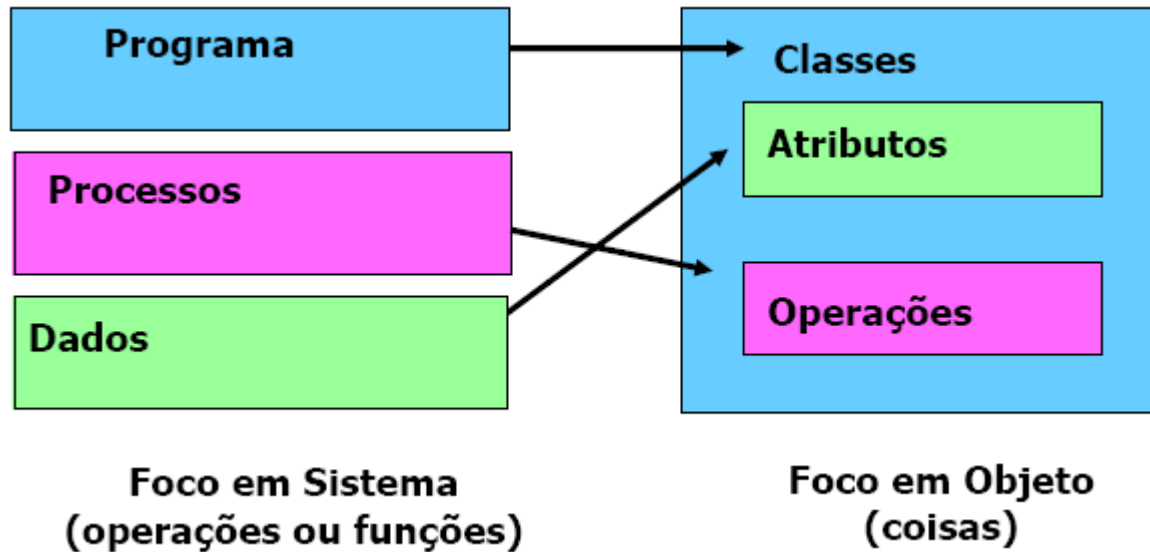 Programa
Processos
Dados
Foco em Sistema
(operações ou funções)
Classes
Atributos
Operações
Foco em Objeto
(coisas)